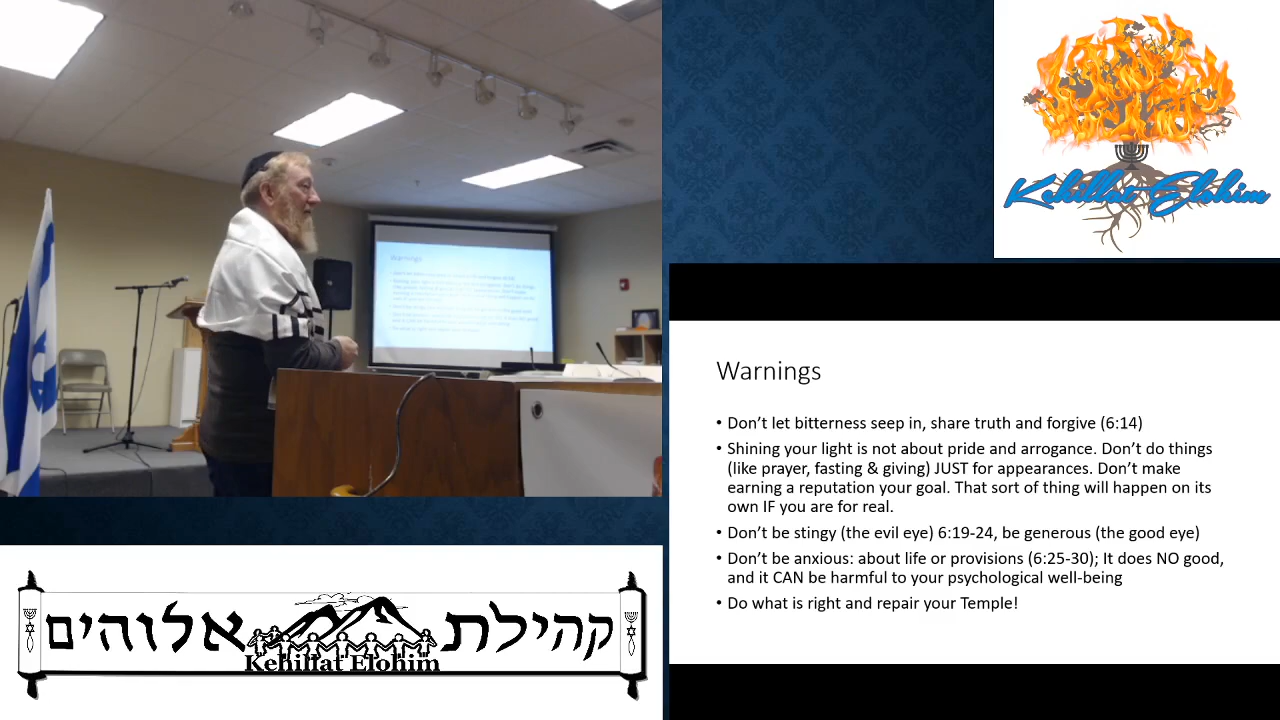 Kehillat Elohim
Warnings
• Don’t let bitterness seep in, share truth and forgive (6:14)
• Shining your light is not about pride and arrogance. Don’t do things
(like prayer, fasting & giving) JUST for appearances. Don’t make
earning a reputation your goal. That sort of thing will happen on its
own IF you are for real.
• Don’t be stingy (the evil eye) 6:19-24, be generous (the good eye)
• Don’t be anxious: about life or provisions (6:25-30); It does NO good,
and it CAN be harmful to your psychological well-being
• Do what is right and repair your Temple!
Warnings
קהילת אלוהים
Kehillat Elohim